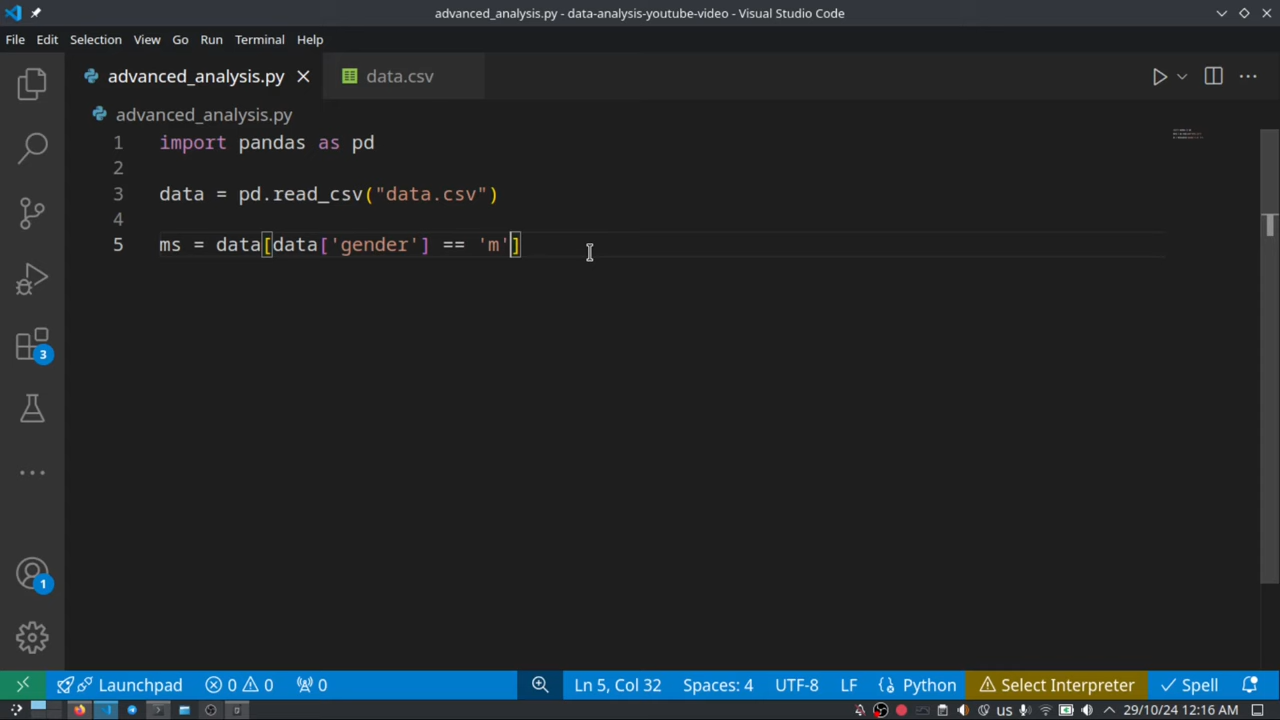 advanced_analysis.py - data-analysis-youtube-video - Visual Studio Code
File Edit Selection View Go Run Terminal Help
advanced_analysis.py data.csv
advanced_analysis.py
1 import pandas as pd
2
3 data = pd.read_csv("data.csv")
4
5 ms = data[data['gender'] == 'm']
3
1
Launchpad 0 0 0 Ln 5, Col 32 Spaces: 4 UTF-8 LF Python Select Interpreter Spell
us 29/10/24 12:16 AM